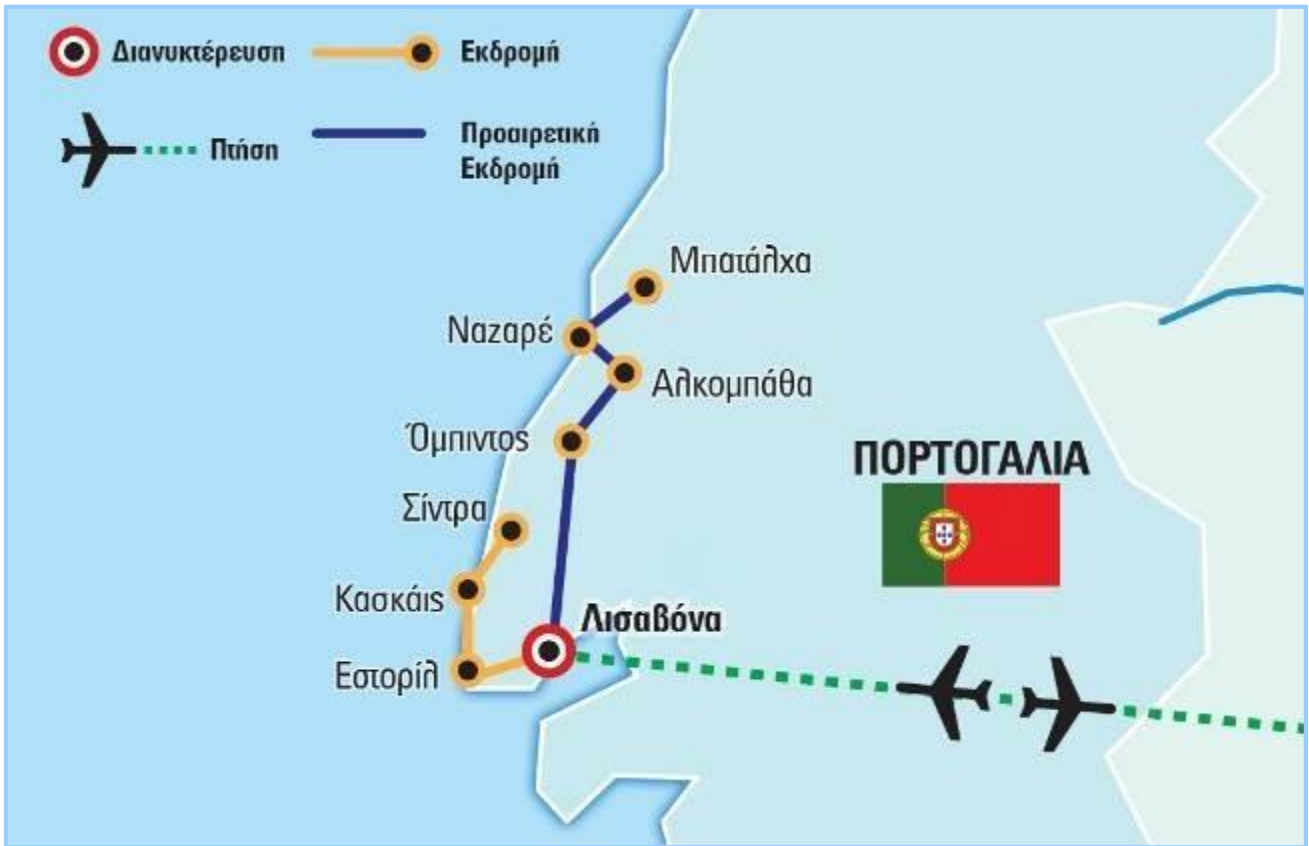 Διανυκτέρευση
Εκδρομή
Πτήση
Προαιρετική
Εκδρομή
Μπατάλχα
Ναζαρέ
Αλκομπάθα
Όμπιντος
ΠΟΡΤΟΓΑΛΙΑ
Σίντρα
Κασκάις
Λισαβόνα
Εστορίλ